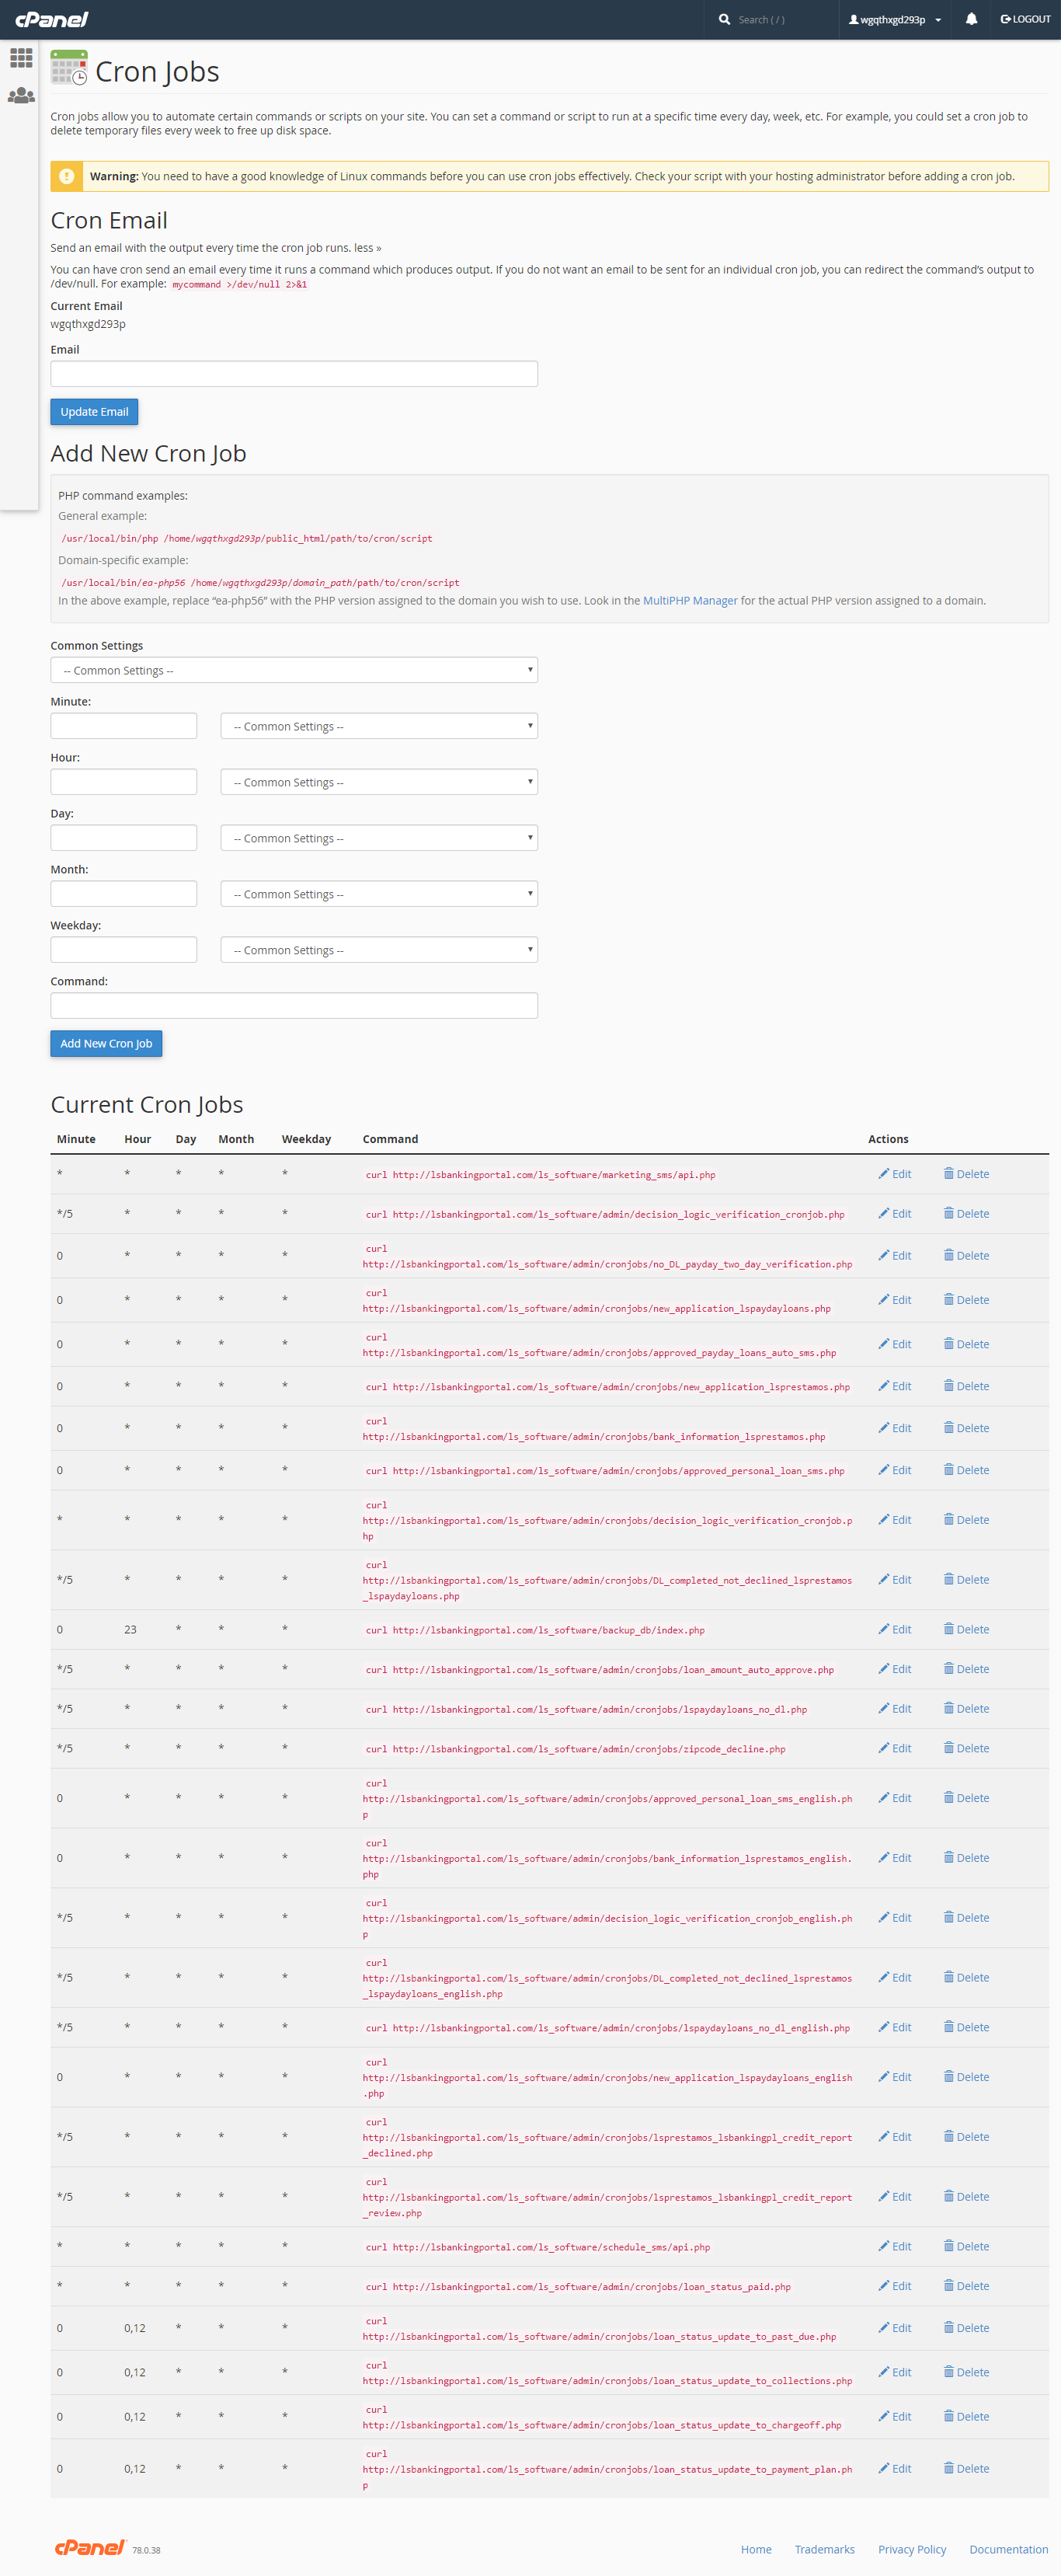 cPanel
Search ( / )
wgqthxgd293p
LOGOUT
Cron Jobs
Cron jobs allow you to automate certain commands or scripts on your site. You can set a command or script to run at a specific time every day, week, etc. For example, you could set a cron job to
delete temporary files every week to free up disk space.
Warning: You need to have a good knowledge of Linux commands before you can use cron jobs effectively. Check your script with your hosting administrator before adding a cron job.
Cron Email
Send an email with the output every time the cron job runs. less »
You can have cron send an email every time it runs a command which produces output. If you do not want an email to be sent for an individual cron job, you can redirect the command's output to
/dev/null. For example: mycommand >/dev/null 2>&1
Current Email
wgqthxgd293p
Email
Update Email
Add New Cron Job
PHP command examples:
General example:
/usr/local/bin/php /home/wgqthxgd293p/public_html/path/to/cron/script
Domain-specific example:
/usr/local/bin/ea-php56 /home/wgqthxgd293p/domain_path/path/to/cron/script
In the above example, replace “ea-php56” with the PHP version assigned to the domain you wish to use. Look in the MultiPHP Manager for the actual PHP version assigned to a domain.
Common Settings
-- Common Settings --
Minute:
-- Common Settings --
Hour:
-- Common Settings --
Day:
-- Common Settings --
Month:
-- Common Settings --
Weekday:
-- Common Settings --
Command:
Add New Cron Job
Current Cron Jobs
Minute Hour Day Month Weekday Command Actions
* * * * * curl http://lsbankingportal.com/ls_software/marketing_sms/api.php Edit Delete
*/5 * * * * curl http://lsbankingportal.com/ls_software/admin/decision_logic_verification_cronjob.php Edit Delete
0 * * * * curl
http://lsbankingportal.com/ls_software/admin/cronjobs/no_DL_payday_two_day_verification.php Edit Delete
0 * * * * curl
http://lsbankingportal.com/ls_software/admin/cronjobs/new_application_lspaydayloans.php Edit Delete
0 * * * * curl
http://lsbankingportal.com/ls_software/admin/cronjobs/approved_payday_loans_auto_sms.php Edit Delete
0 * * * * curl http://lsbankingportal.com/ls_software/admin/cronjobs/new_application_lsprestamos.php Edit Delete
0 * * * * curl
http://lsbankingportal.com/ls_software/admin/cronjobs/bank_information_lsprestamos.php Edit Delete
0 * * * * curl http://lsbankingportal.com/ls_software/admin/cronjobs/approved_personal_loan_sms.php Edit Delete
* * * * * curl
http://lsbankingportal.com/ls_software/admin/cronjobs/decision_logic_verification_cronjob.p
hp Edit Delete
*/5 * * * * curl
http://lsbankingportal.com/ls_software/admin/cronjobs/DL_completed_not_declined_lsprestamos
_lspaydayloans.php Edit Delete
0 23 * * * curl http://lsbankingportal.com/ls_software/backup_db/index.php Edit Delete
*/5 * * * * curl http://lsbankingportal.com/ls_software/admin/cronjobs/loan_amount_auto_approve.php Edit Delete
*/5 * * * * curl http://lsbankingportal.com/ls_software/admin/cronjobs/lspaydayloans_no_dl.php Edit Delete
*/5 * * * * curl http://lsbankingportal.com/ls_software/admin/cronjobs/zipcode_decline.php Edit Delete
0 * * * * curl
http://lsbankingportal.com/ls_software/admin/cronjobs/approved_personal_loan_sms_english.ph
p Edit Delete
0 * * * * curl
http://lsbankingportal.com/ls_software/admin/cronjobs/bank_information_lsprestamos_english.
php Edit Delete
*/5 * * * * curl
http://lsbankingportal.com/ls_software/admin/decision_logic_verification_cronjob_english.ph
p Edit Delete
*/5 * * * * curl
http://lsbankingportal.com/ls_software/admin/cronjobs/DL_completed_not_declined_lsprestamos
_lspaydayloans_english.php Edit Delete
*/5 * * * * curl http://lsbankingportal.com/ls_software/admin/cronjobs/lspaydayloans_no_dl_english.php Edit Delete
0 * * * * curl
http://lsbankingportal.com/ls_software/admin/cronjobs/new_application_lspaydayloans_english
.php Edit Delete
*/5 * * * * curl
http://lsbankingportal.com/ls_software/admin/cronjobs/lsprestamos_lsbankingpl_credit_report
_declined.php Edit Delete
*/5 * * * * curl
http://lsbankingportal.com/ls_software/admin/cronjobs/lsprestamos_lsbankingpl_credit_report
_review.php Edit Delete
* * * * * curl http://lsbankingportal.com/ls_software/schedule_sms/api.php Edit Delete
* * * * * curl http://lsbankingportal.com/ls_software/admin/cronjobs/loan_status_paid.php Edit Delete
0 0,12 * * * curl
http://lsbankingportal.com/ls_software/admin/cronjobs/loan_status_update_to_past_due.php Edit Delete
0 0,12 * * * curl
http://lsbankingportal.com/ls_software/admin/cronjobs/loan_status_update_to_collections.php Edit Delete
0 0,12 * * * curl
http://lsbankingportal.com/ls_software/admin/cronjobs/loan_status_update_to_chargeoff.php Edit Delete
0 0,12 * * * curl
http://lsbankingportal.com/ls_software/admin/cronjobs/loan_status_update_to_payment_plan.ph
p Edit Delete
cPanel 78.0.38
Home Trademarks Privacy Policy Documentation